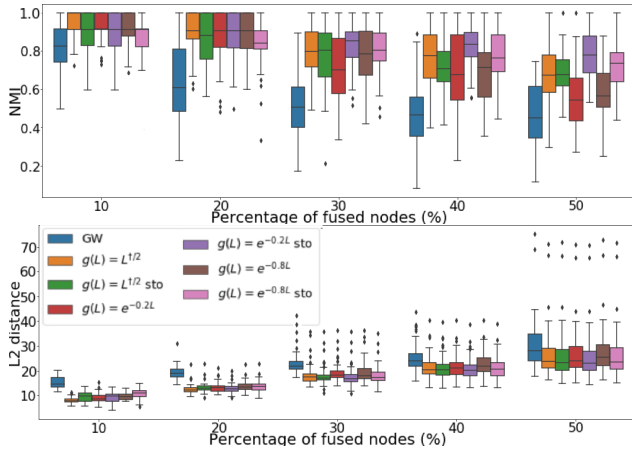 1.0
0.8
0.6
0.4
0.2
NMI
10 20 30 40 50
Percentage of fused nodes (%)
70
60
50
40
30
20
10
L2 distance
GW
g(L) = L^{†/2}
g(L) = L^{†/2} sto
g(L) = e^{−0.2L}
g(L) = e^{−0.2L} sto
g(L) = e^{−0.8L}
g(L) = e^{−0.8L} sto
10 20 30 40 50
Percentage of fused nodes (%)